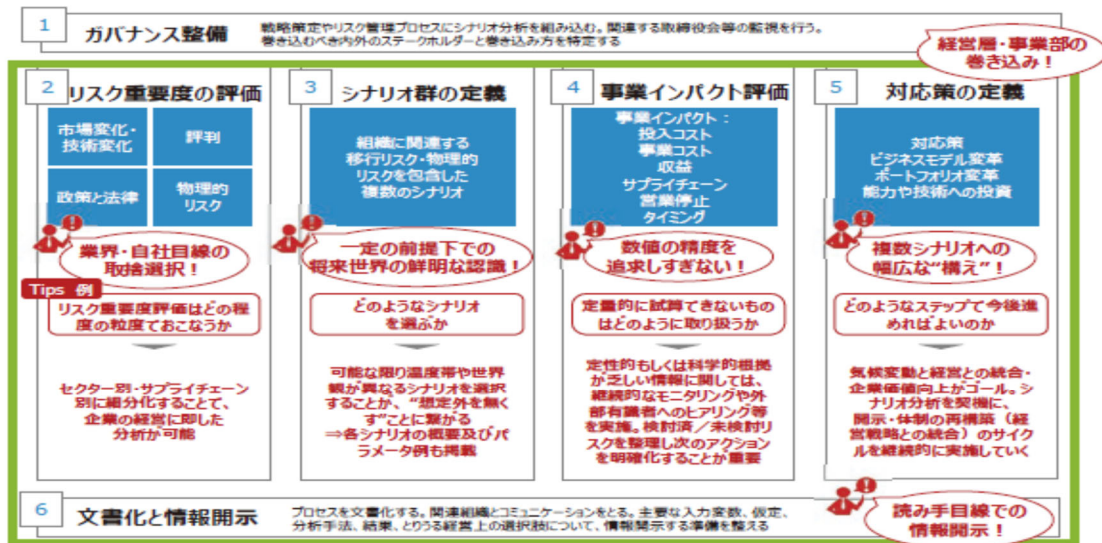 1
ガバナンス整備
戦略策定やリスク管理プロセスにシナリオ分析を組み込む。関連する取締役会等の監視を行う。
巻き込むべき内外のステークホルダーと巻き込み方を特定する
経営層・事業部の
巻き込み！
2
リスク重要度の評価
市場変化・
技術変化
評判
政策と法律
物理的
リスク
業界・自社目線の
取捨選択！
Tips 例
リスク重要度評価はどの程
度の粒度でおこなうか
セクター別・サプライチェーン
別に細分化することで、
企業の経営に即した
分析が可能
3
シナリオ群の定義
組織に関連する
移行リスク・物理的
リスクを包含した
複数のシナリオ
一定の前提下での
将来世界の鮮明な認識！
どのようなシナリオ
を選ぶか
可能な限り温度帯や世界
観が異なるシナリオを選択
することが、“想定外を無く
す”ことに繋がる
⇒各シナリオの概要及びパ
ラメータ例も掲載
4
事業インパクト評価
事業インパクト：
投入コスト
事業コスト
収益
サプライチェーン
営業停止
タイミング
数値の精度を
追求しすぎない！
定量的に試算できないもの
はどのように取り扱うか
定性的もしくは科学的根拠
が乏しい情報に関しては、
継続的なモニタリングや外
部有識者へのヒアリング等
を実施。検討済／未検討リ
スクを整理し次のアクション
を明確化することが重要
5
対応策の定義
対応策
ビジネスモデル変革
ポートフォリオ変革
能力や技術への投資
複数シナリオへの
幅広な“構え”！
どのようなステップで今後進
めればよいのか
気候変動と経営との統合・
企業価値向上がゴール。シ
ナリオ分析を契機に、
開示・体制の再構築（経
営戦略との統合）のサイク
ルを継続的に実施していく
6
文書化と情報開示
プロセスを文書化する。関連組織とコミュニケーションをとる。主要な入力変数、仮定、
分析手法、結果、とりうる経営上の選択肢について、情報開示する準備を整える
読み手目線での
情報開示！